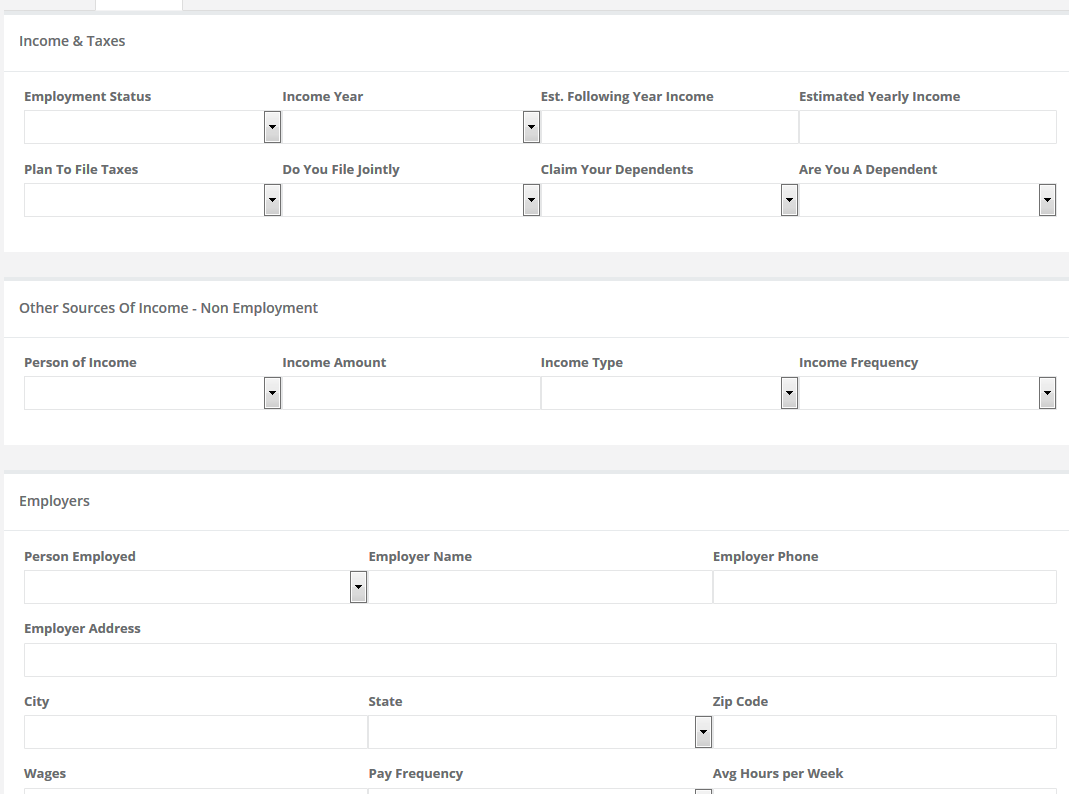 Income & Taxes
Employment Status Income Year Est. Following Year Income Estimated Yearly Income
Plan To File Taxes Do You File Jointly Claim Your Dependents Are You A Dependent
Other Sources Of Income - Non Employment
Person of Income Income Amount Income Type Income Frequency
Employers
Person Employed Employer Name Employer Phone
Employer Address
City State Zip Code
Wages Pay Frequency Avg Hours per Week